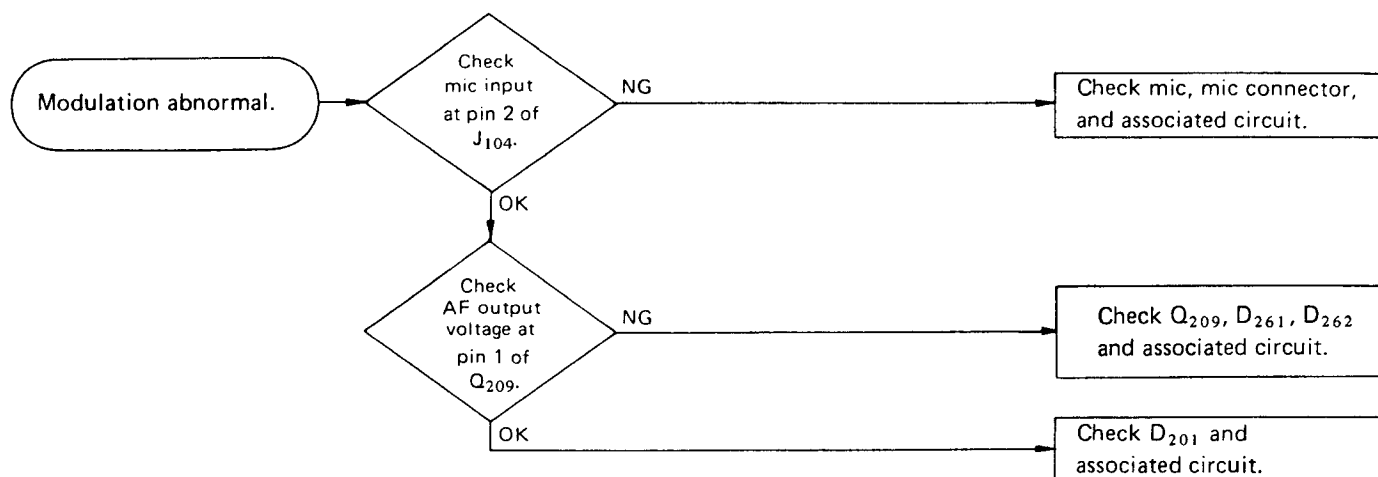 Modulation abnormal.
Check
mic input
at pin 2 of
J104.
NG
Check mic, mic connector,
and associated circuit.
OK
Check
AF output
voltage at
pin 1 of
Q209.
NG
Check Q209, D261, D262
and associated circuit.
OK
Check D201 and
associated circuit.